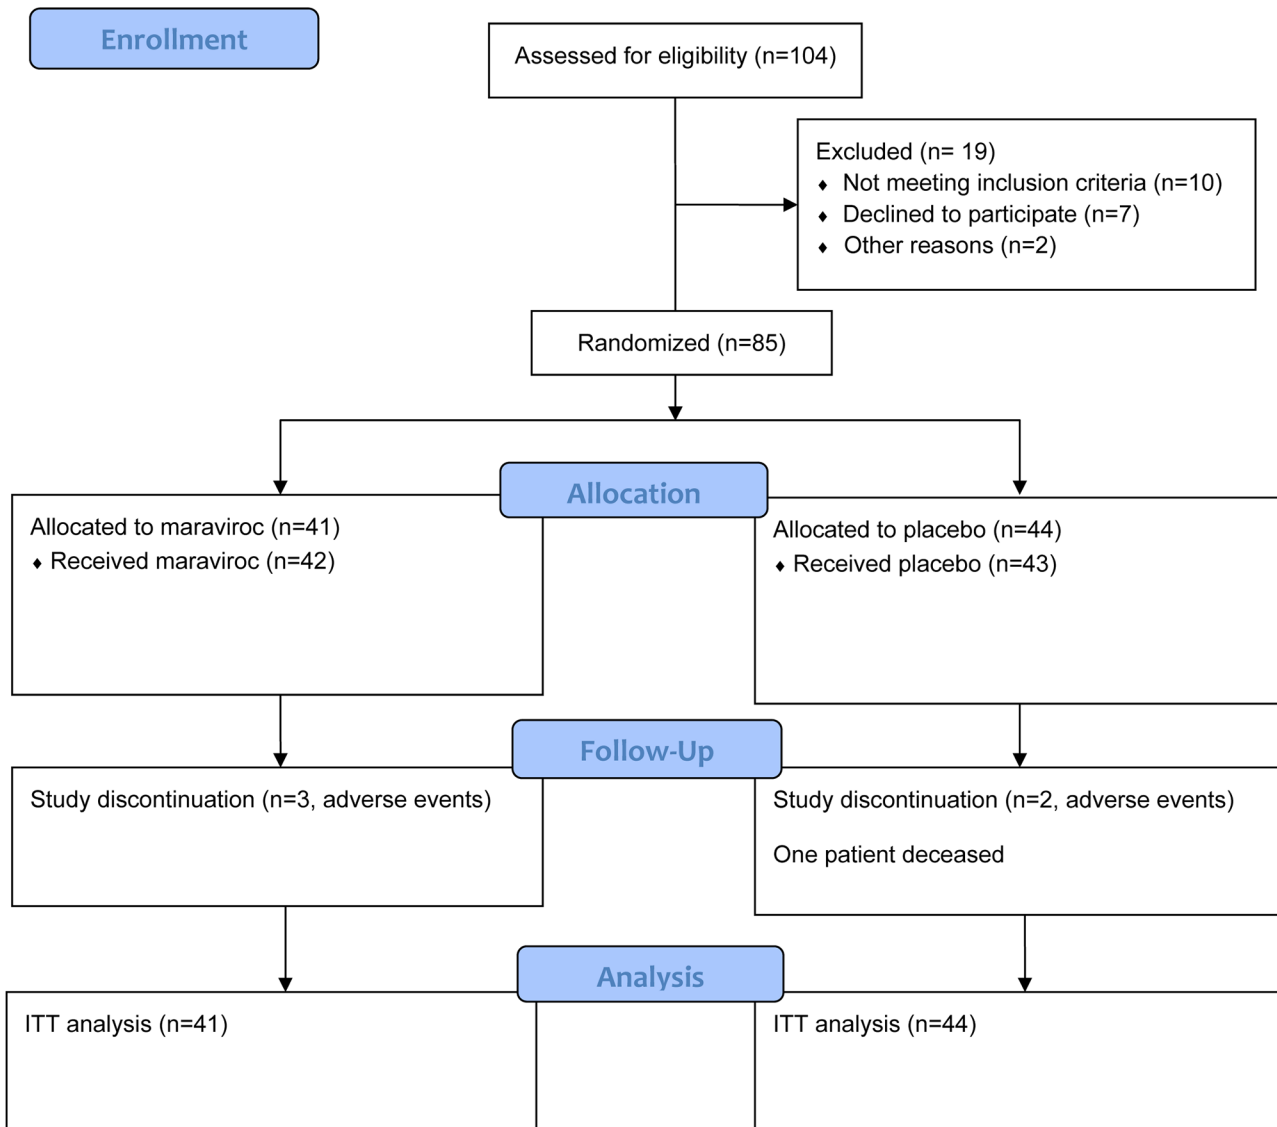 Enrollment
Assessed for eligibility (n=104)
Excluded (n= 19)
♦ Not meeting inclusion criteria (n=10)
♦ Declined to participate (n=7)
♦ Other reasons (n=2)
Randomized (n=85)
Allocation
Allocated to maraviroc (n=41)
♦ Received maraviroc (n=42)
Allocated to placebo (n=44)
♦ Received placebo (n=43)
Follow-Up
Study discontinuation (n=3, adverse events)
Study discontinuation (n=2, adverse events)
One patient deceased
Analysis
ITT analysis (n=41)
ITT analysis (n=44)